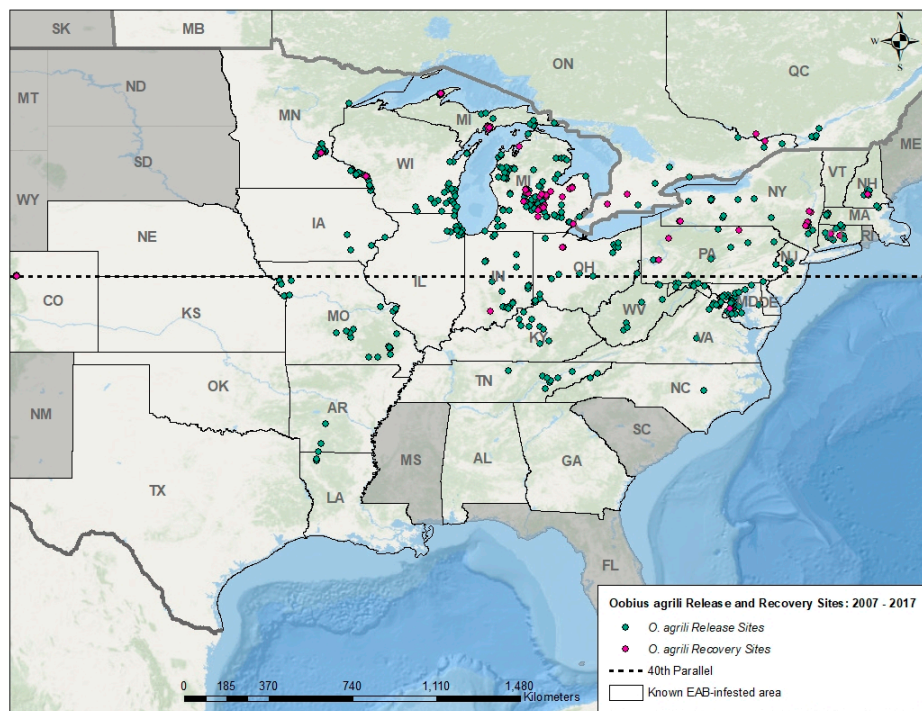 SK
MB
ON
QC
N
W E
S
MT
ND
MN
MI
ME
SD
WI
MI
VT
NH
NY
MA
WY
IA
RI
NE
PA
NJ
IL
IN
OH
CO
MDDE
KS
MO
WV
KY
VA
OK
TN
NC
NM
AR
SC
MS
AL
GA
TX
LA
FL
Oobius agrili Release and Recovery Sites: 2007 - 2017
O. agrili Release Sites
O. agrili Recovery Sites
40th Parallel
Known EAB-infested area
0 185 370 740 1,110 1,480
Kilometers